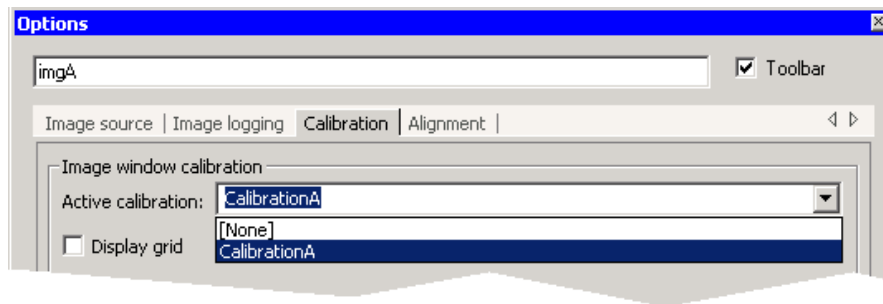 Options
imgA
Toolbar
Image source | Image logging Calibration Alignment |
Image window calibration
Active calibration: CalibrationA
[None]
Display grid
CalibrationA